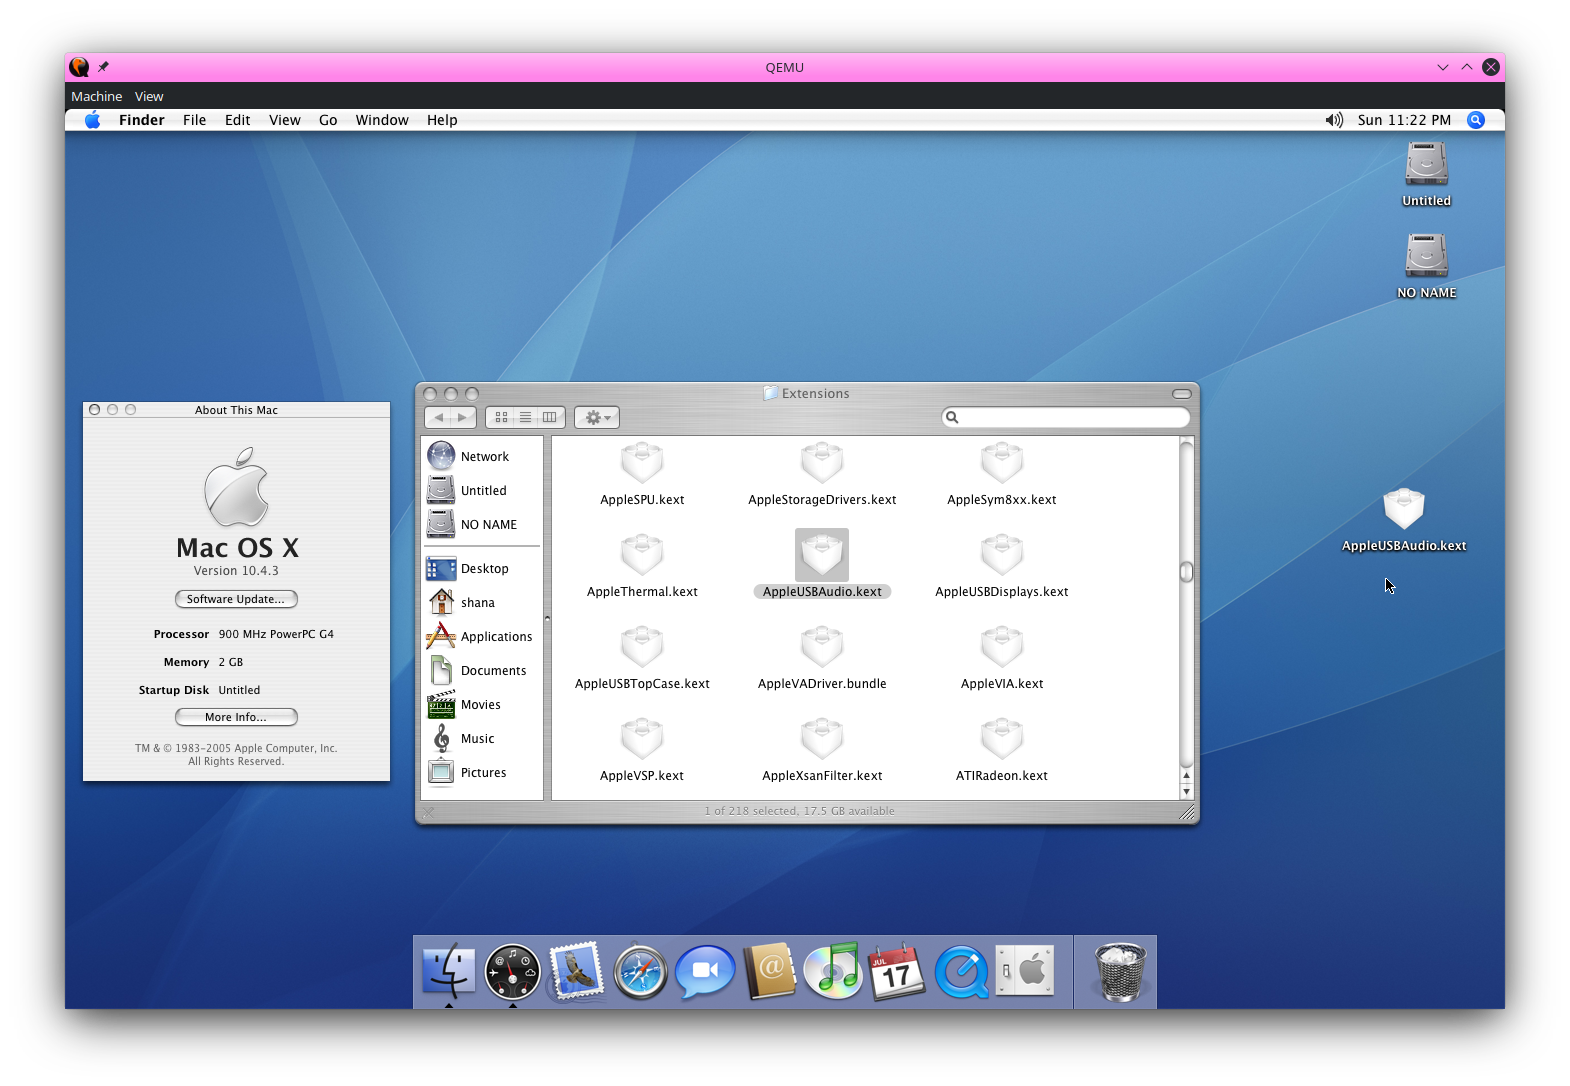 QEMU
Machine View
Finder File Edit View Go Window Help Sun 11:22 PM
Untitled
NO NAME
AppleUSBAudio.kext
About This Mac
Mac OS X
Version 10.4.3
Software Update...
Processor 900 MHz PowerPC G4
Memory 2 GB
Startup Disk Untitled
More Info...
TM & © 1983-2005 Apple Computer, Inc.
All Rights Reserved.
Extensions
Network
Untitled
NO NAME
Desktop
shana
Applications
Documents
Movies
Music
Pictures
AppleSPU.kext AppleStorageDrivers.kext AppleSym8xx.kext
AppleThermal.kext AppleUSBAudio.kext AppleUSBDisplays.kext
AppleUSBTopCase.kext AppleVADriver.bundle AppleVIA.kext
AppleVSP.kext AppleXsanFilter.kext ATIRadeon.kext
1 of 218 selected, 17.5 GB available
@
JUL
17